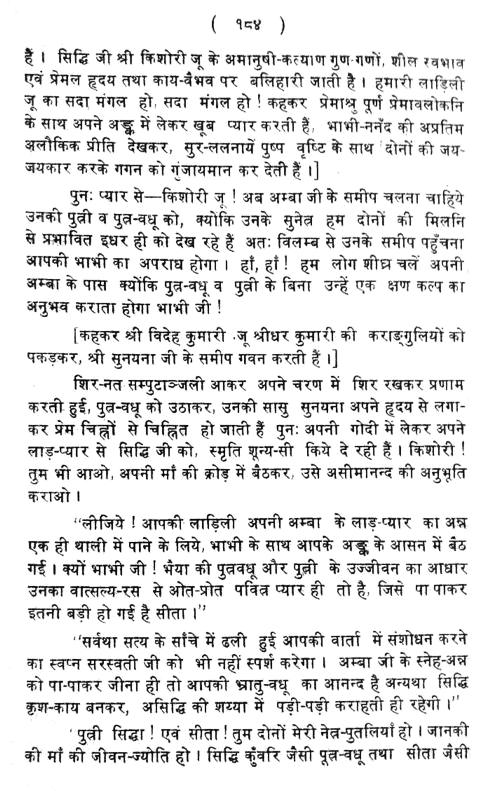 ( १८४ )
हैं । सिद्धि जी श्री किशोरी जू के अमानुषी-कल्याण गुण-गणों, शील स्वभाव
एवं प्रेमल हृदय तथा काय-वैभव पर बलिहारी जाती है । हमारी लाड़िली
जू का सदा मंगल हो, सदा मंगल हो ! कहकर प्रेमाश्रु पूर्ण प्रेमावलोकनि
के साथ अपने अङ्क में लेकर खूब प्यार करती हैं, भाभी-ननँद की अप्रतिम
अलौकिक प्रीति देखकर, सुर-ललनायें पुष्प वृष्टि के साथ दोनों की जय-
जयकार करके गगन को गुंजायमान कर देती हैं ।]
पुनः प्यार से—किशोरी जू ! अब अम्बा जी के समीप चलना चाहिये
उनकी पुत्री व पुत्र-वधू को, क्योंकि उनके सुनेत्र हम दोनों की मिलनि
से प्रभावित इधर ही को देख रहे हैं अतः विलम्ब से उनके समीप पहुँचना
आपकी भाभी का अपराध होगा । हाँ, हाँ ! हम लोग शीघ्र चलें अपनी
अम्बा के पास क्योंकि पुत्र-वधू व पुत्री के बिना उन्हें एक क्षण कल्प का
अनुभव कराता होगा भाभी जी !
[कहकर श्री विदेह कुमारी जू श्रीधर कुमारी की कराङ्गुलियों को
पकड़कर, श्री सुनयना जी के समीप गवन करती हैं ।]
शिर-नत सम्पुटाञ्जली आकर अपने चरण में शिर रखकर प्रणाम
करती हुई, पुत्र-वधू को उठाकर, उनकी सासु सुनयना अपने हृदय से लगा-
कर प्रेम चिह्नों से चिह्नित हो जाती हैं पुनः अपनी गोदी में लेकर अपने
लाड़-प्यार से सिद्धि जी को, स्मृति शून्य-सी किये दे रही हैं । किशोरी !
तुम भी आओ, अपनी माँ की क्रोड़ में बैठकर, उसे असीमानन्द की अनुभूति
कराओ ।
"लीजिये ! आपकी लाड़िली अपनी अम्बा के लाड़-प्यार का अन्न
एक ही थाली में पाने के लिये, भाभी के साथ आपके अङ्क के आसन में बैठ
गई । क्यों भाभी जी ! भैया की पुत्रवधू और पुत्री के उज्जीवन का आधार
उनका वात्सल्य-रस से ओत-प्रोत पवित्र प्यार ही तो है, जिसे पा पाकर
इतनी बड़ी हो गई है सीता ।"
"सर्वथा सत्य के साँचे में ढली हुई आपकी वार्ता में संशोधन करने
का स्वप्न सरस्वती जी को भी नहीं स्पर्श करेगा । अम्बा जी के स्नेह-अन्न
को पा-पाकर जीना ही तो आपकी भ्रातृ-वधू का आनन्द है अन्यथा सिद्धि
कृश-काय बनकर, असिद्धि की शय्या में पड़ी-पड़ी कराहती ही रहेगी ।"
'पुत्री सिद्धा ! एवं सीता ! तुम दोनों मेरी नेत्र-पुतलियाँ हो । जानकी
की माँ की जीवन-ज्योति हो । सिद्धि कुँवरि जैसी पुत्र-वधू तथा सीता जैसी